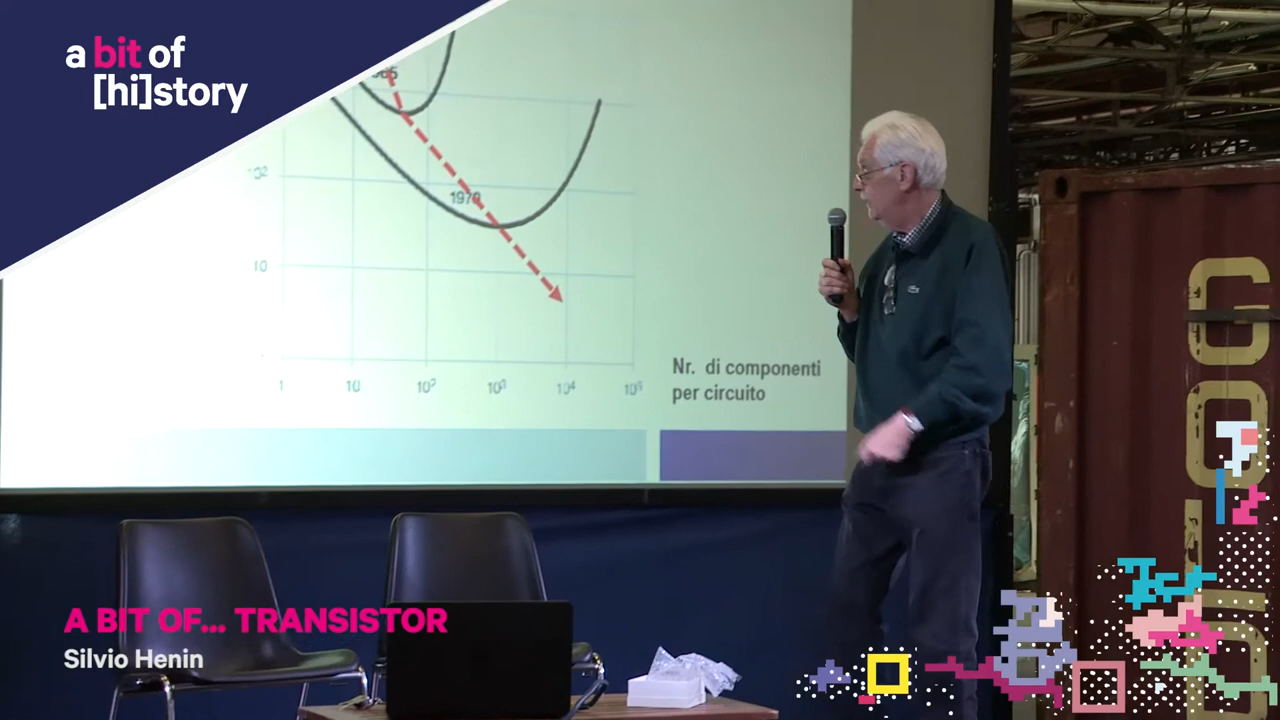 a bit of
[hi]story
10²
1970
10
1
10
10²
10³
10⁴
10⁵
Nr. di componenti
per circuito
A BIT OF... TRANSISTOR
Silvio Henin